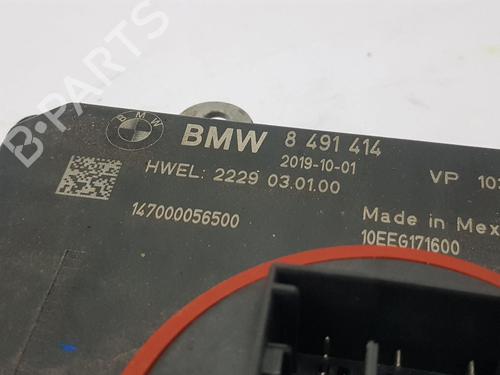 B-PARTS
BMW
BMW 8 491 414
2019-10-01
HWEL: 2229 03.01.00 VP
147000056500 Made in
10EEG171600